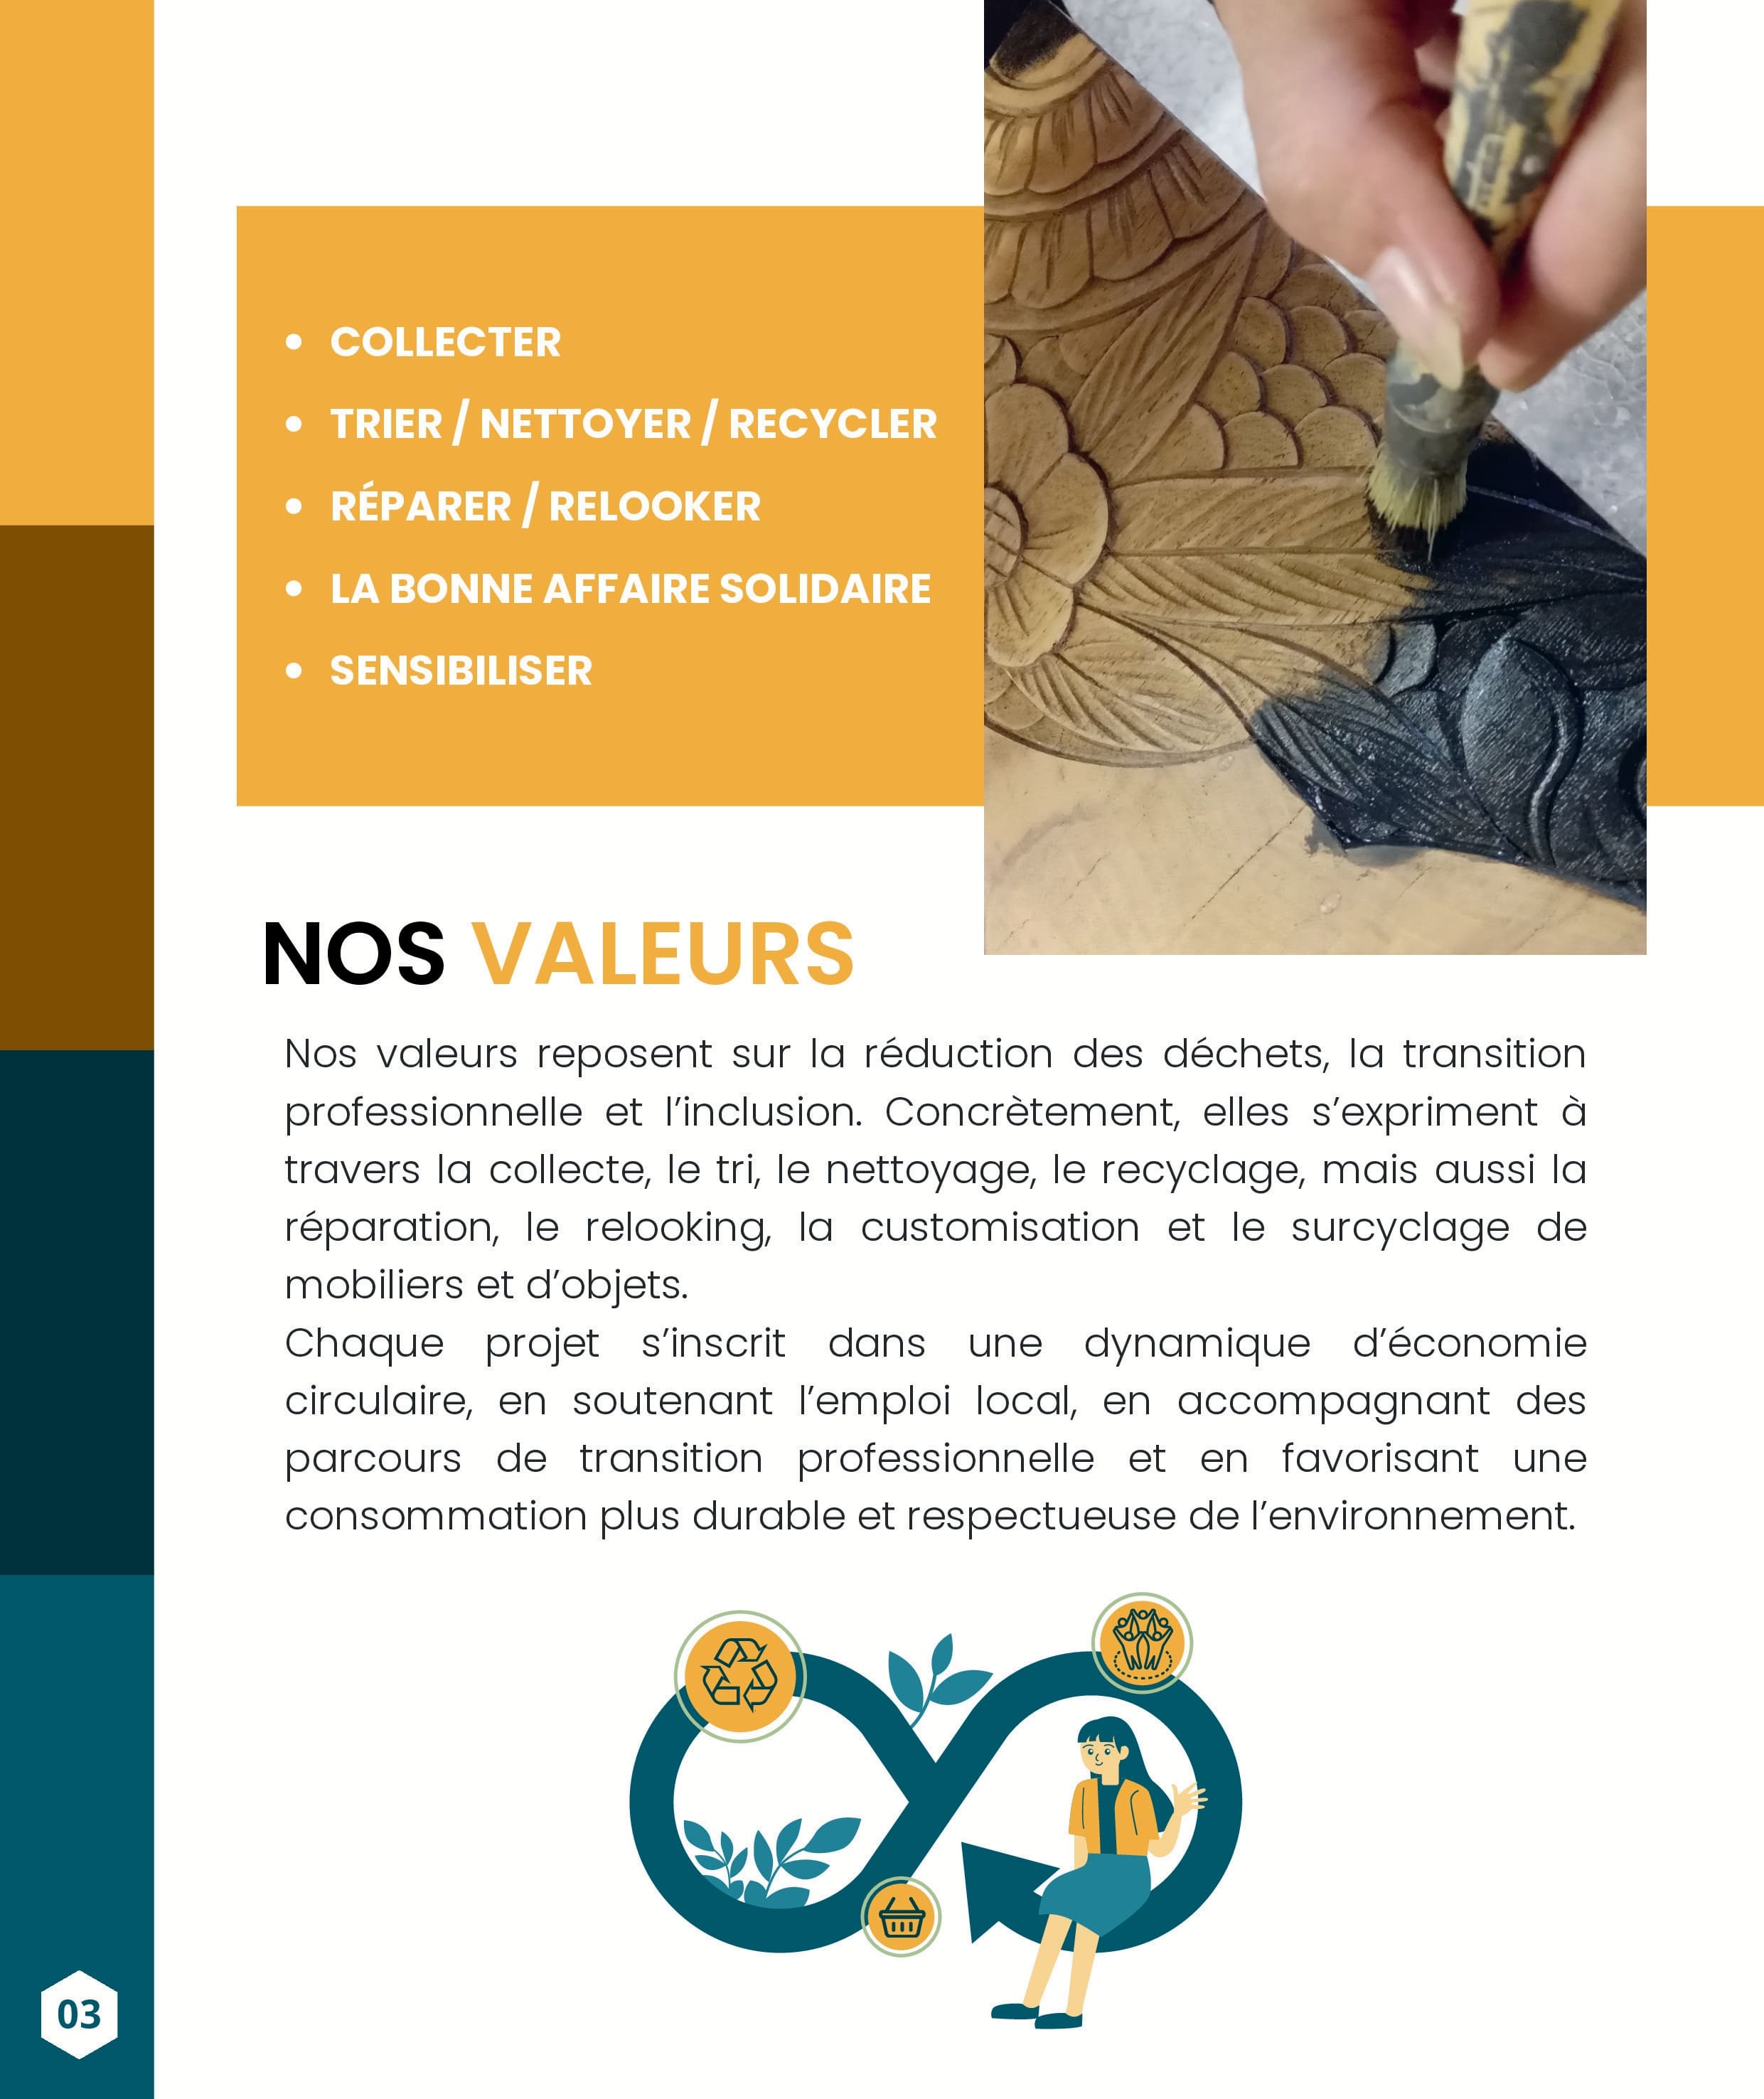 • COLLECTER
• TRIER / NETTOYER / RECYCLER
• RÉPARER / RELOOKER
• LA BONNE AFFAIRE SOLIDAIRE
• SENSIBILISER
NOS VALEURS
Nos valeurs reposent sur la réduction des déchets, la transition
professionnelle et l’inclusion. Concrètement, elles s’expriment à
travers la collecte, le tri, le nettoyage, le recyclage, mais aussi la
réparation, le relooking, la customisation et le surcyclage de
mobiliers et d’objets.
Chaque projet s’inscrit dans une dynamique d’économie
circulaire, en soutenant l’emploi local, en accompagnant des
parcours de transition professionnelle et en favorisant une
consommation plus durable et respectueuse de l’environnement.
03